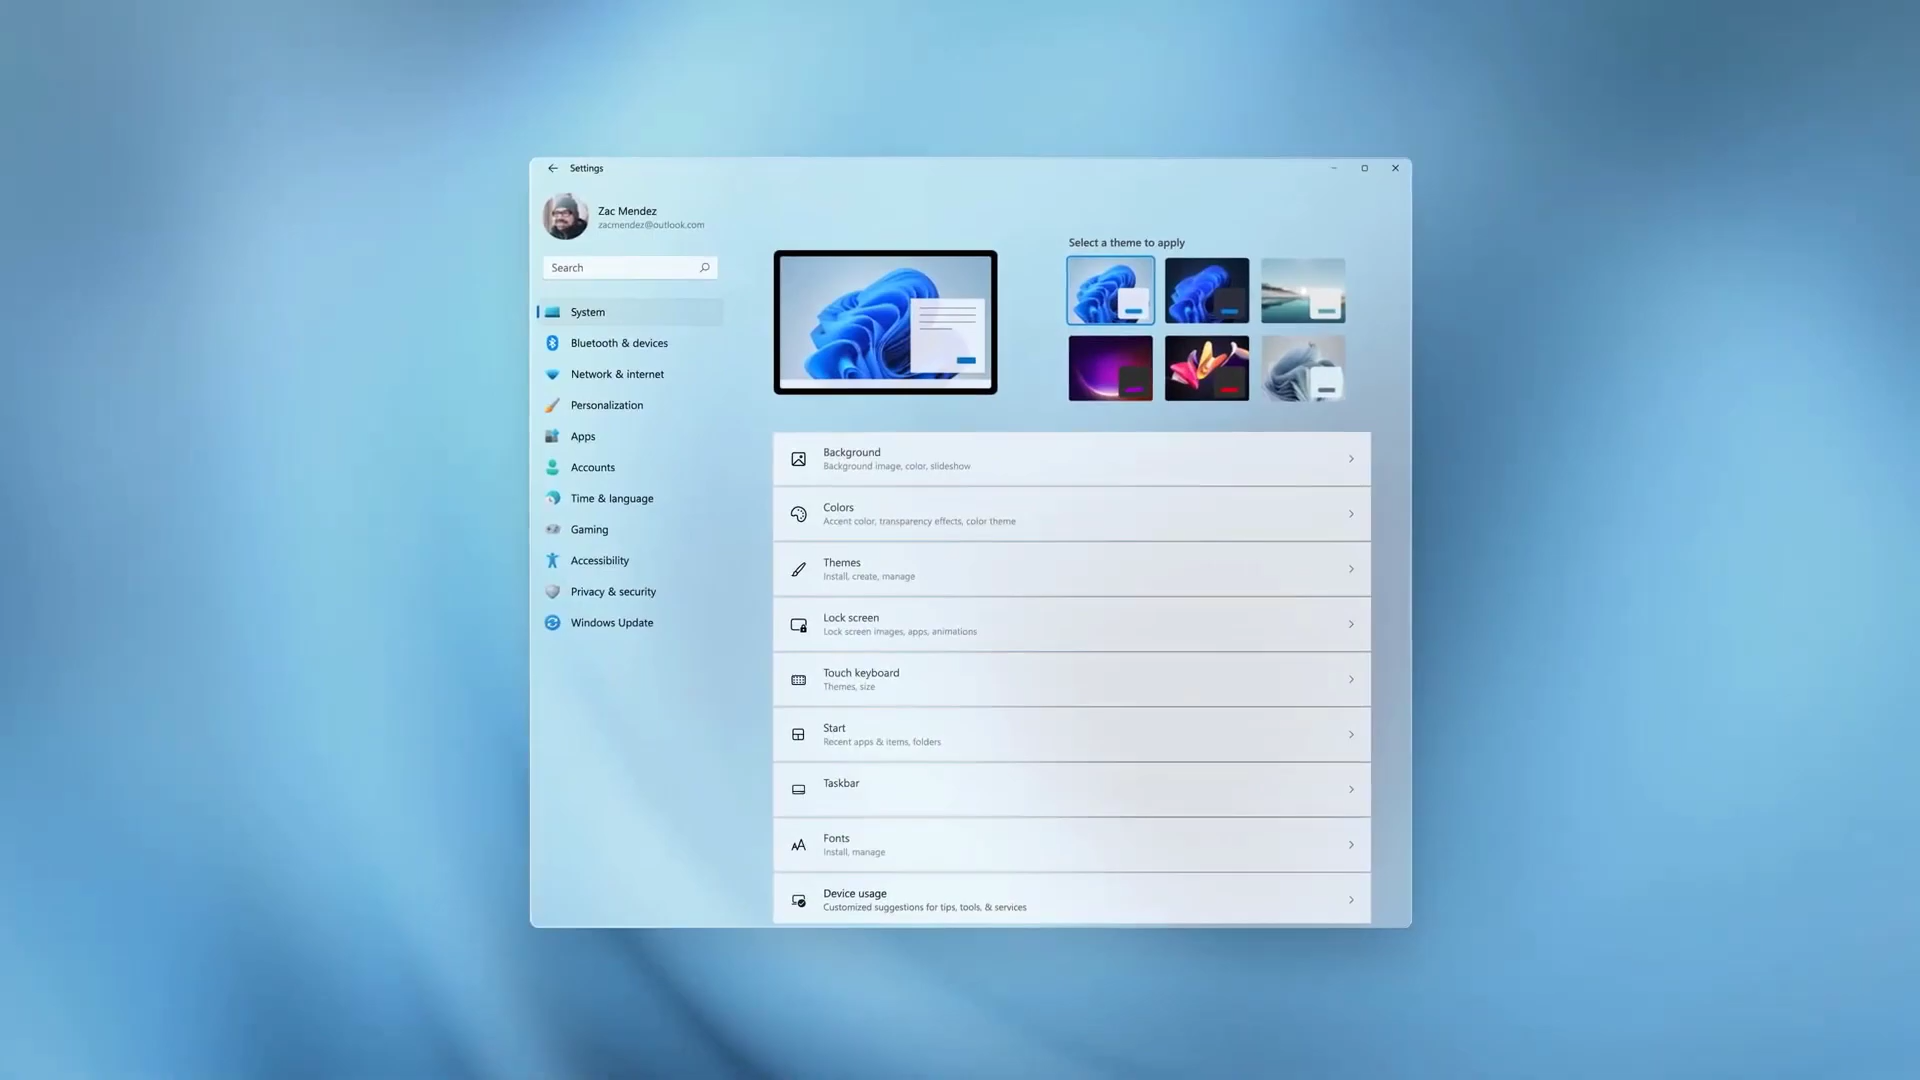 Settings
Zac Mendez
zacmendez@outlook.com
Search
System
Bluetooth & devices
Network & internet
Personalization
Apps
Accounts
Time & language
Gaming
Accessibility
Privacy & security
Windows Update
Select a theme to apply
Background
Background image, color, slideshow
Colors
Accent color, transparency effects, color theme
Themes
Install, create, manage
Lock screen
Lock screen images, apps, animations
Touch keyboard
Themes, size
Start
Recent apps & items, folders
Taskbar
Fonts
Install, manage
Device usage
Customized suggestions for tips, tools, & services